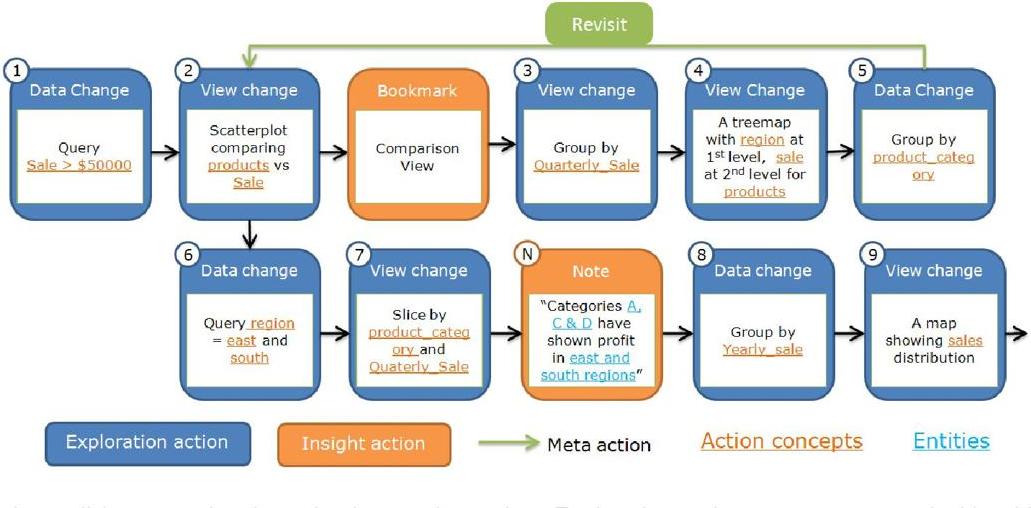 Revisit
1
Data Change
Query
Sale > $50000
2
View change
Scatterplot
comparing
products vs
Sale
Bookmark
Comparison
View
3
View change
Group by
Quarterly_Sale
4
View Change
A treemap
with region at
1st level, sale
at 2nd level for
products
5
Data Change
Group by
product_categ
ory
6
Data change
Query region
= east and
south
7
View change
Slice by
product_categ
ory and
Quaterly_Sale
N
Note
“Categories A,
C & D have
shown profit
in east and
south regions”
8
Data change
Group by
Yearly_sale
9
View change
A map
showing sales
distribution
Exploration action
Insight action
Meta action
Action concepts
Entities